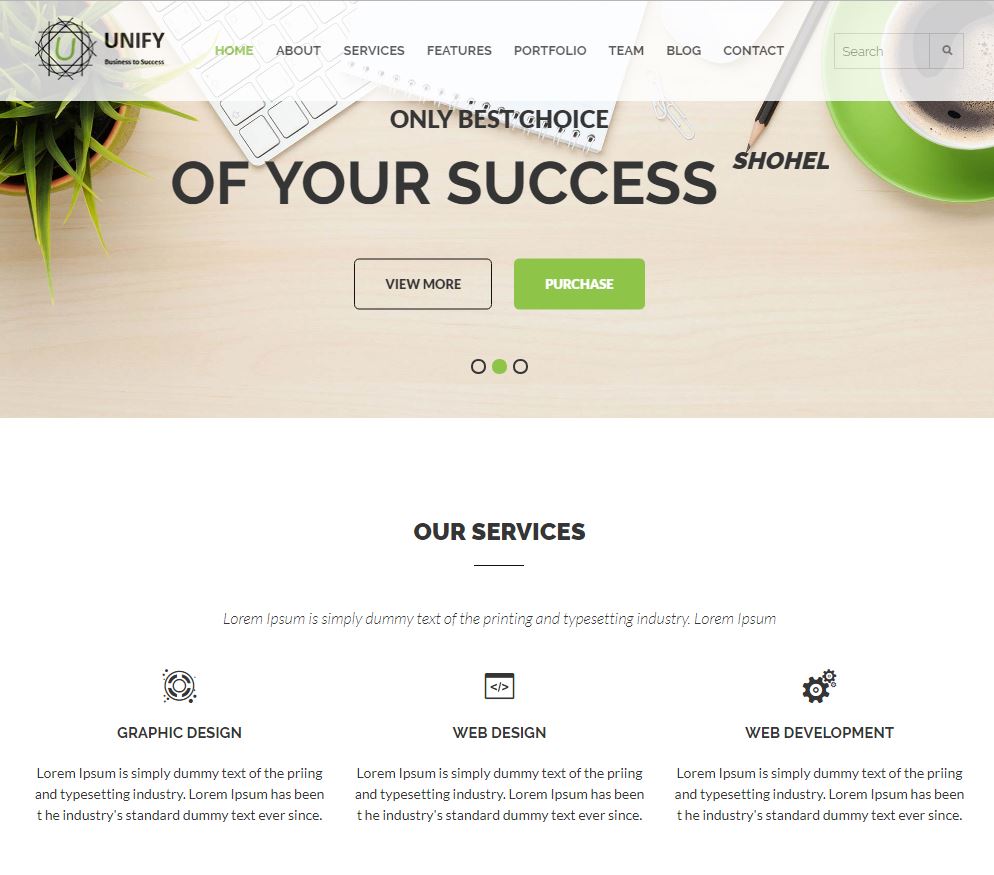 UNIFY
Business to Success
HOME ABOUT SERVICES FEATURES PORTFOLIO TEAM BLOG CONTACT
Search
ONLY BEST CHOICE
OF YOUR SUCCESS
SHOHEL
VIEW MORE
PURCHASE
OUR SERVICES
Lorem Ipsum is simply dummy text of the printing and typesetting industry. Lorem Ipsum
</>
GRAPHIC DESIGN
Lorem Ipsum is simply dummy text of the priing
and typesetting industry. Lorem Ipsum has been
t he industry's standard dummy text ever since.
WEB DESIGN
Lorem Ipsum is simply dummy text of the priing
and typesetting industry. Lorem Ipsum has been
t he industry's standard dummy text ever since.
WEB DEVELOPMENT
Lorem Ipsum is simply dummy text of the priing
and typesetting industry. Lorem Ipsum has been
t he industry's standard dummy text ever since.